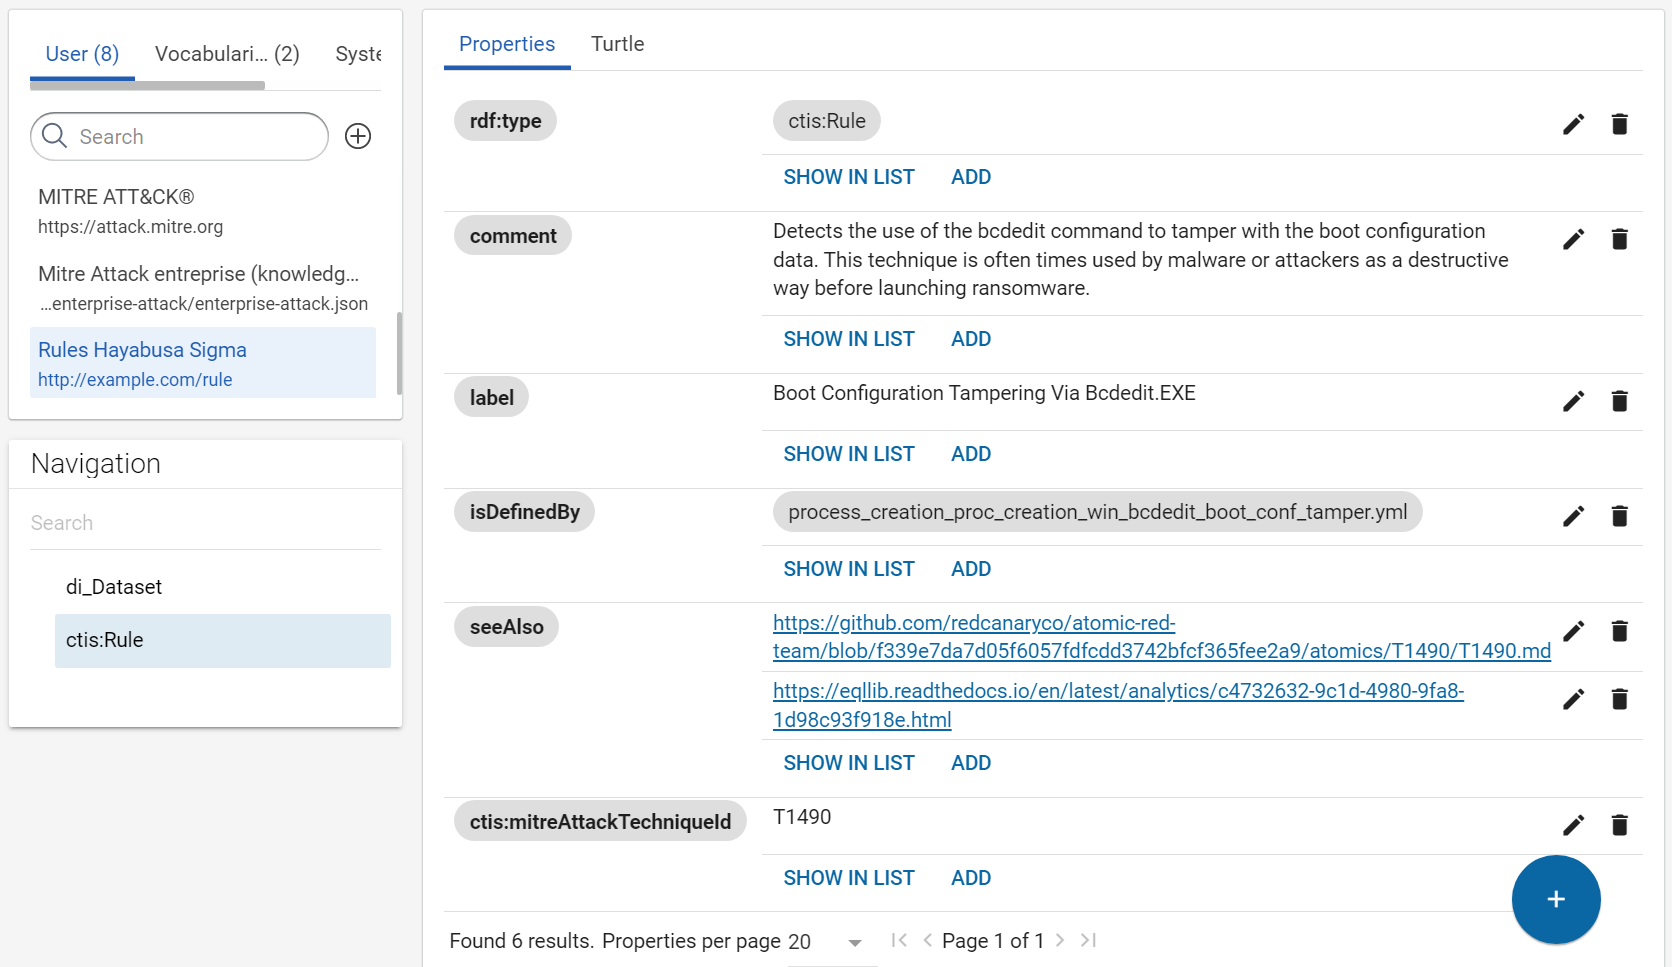 User (8)
Vocabulari... (2)
Syste
Search
MITRE ATT&CK®
https://attack.mitre.org
Mitre Attack entreprise (knowledg...
...enterprise-attack/enterprise-attack.json
Rules Hayabusa Sigma
http://example.com/rule
Navigation
Search
di_Dataset
ctis:Rule
Properties
Turtle
rdf:type
ctis:Rule
SHOW IN LIST ADD
comment
Detects the use of the bcdedit command to tamper with the boot configuration
data. This technique is often times used by malware or attackers as a destructive
way before launching ransomware.
SHOW IN LIST ADD
label
Boot Configuration Tampering Via Bcdedit.EXE
SHOW IN LIST ADD
isDefinedBy
process_creation_proc_creation_win_bcdedit_boot_conf_tamper.yml
SHOW IN LIST ADD
seeAlso
https://github.com/redcanaryco/atomic-red-
team/blob/f339e7da7d05f6057fdfcdd3742bfcf365fee2a9/atomics/T1490/T1490.md
https://eqllib.readthedocs.io/en/latest/analytics/c4732632-9c1d-4980-9fa8-
1d98c93f918e.html
SHOW IN LIST ADD
ctis:mitreAttackTechniqueId
T1490
SHOW IN LIST ADD
Found 6 results. Properties per page 20 Page 1 of 1